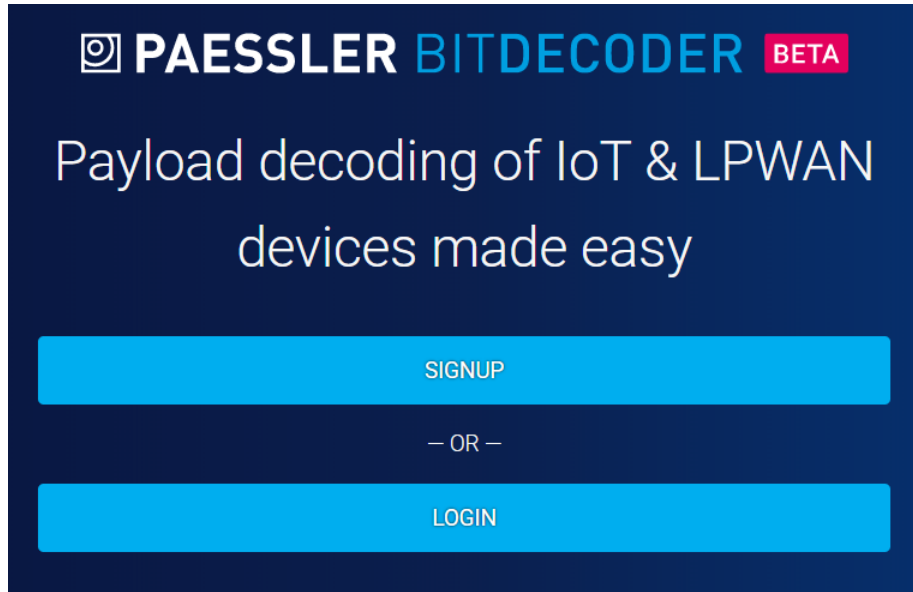 PAESSLER BITDECODER BETA
Payload decoding of IoT & LPWAN
devices made easy
SIGNUP
— OR —
LOGIN